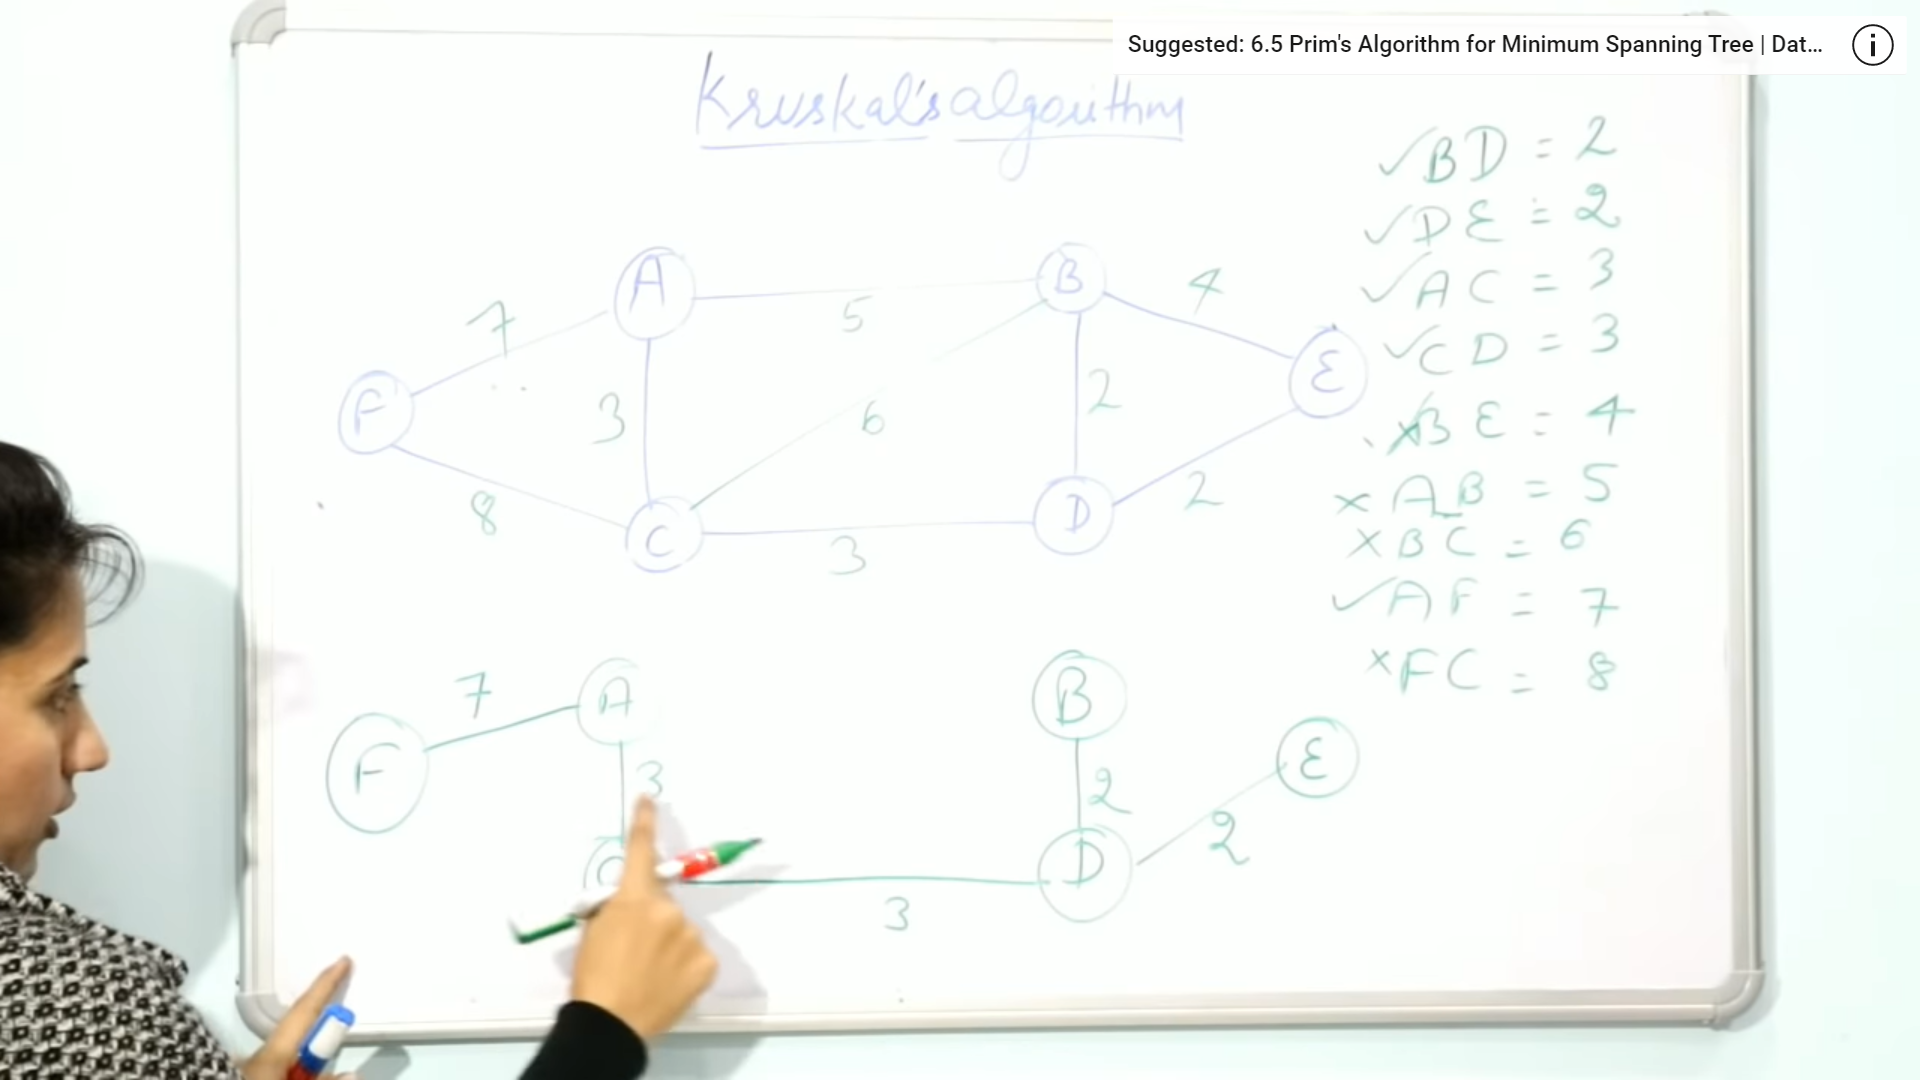 Suggested: 6.5 Prim's Algorithm for Minimum Spanning Tree | Dat...
Kruskal's algorithm
✓ BD = 2
✓ DE = 2
✓ AC = 3
✓ CD = 3
× BE = 4
× AB = 5
× BC = 6
✓ AF = 7
× FC = 8
A
B
4
7
5
E
F
3
6
2
8
C
3
D
2
7
A
B
F
3
2
E
C
D
2
3